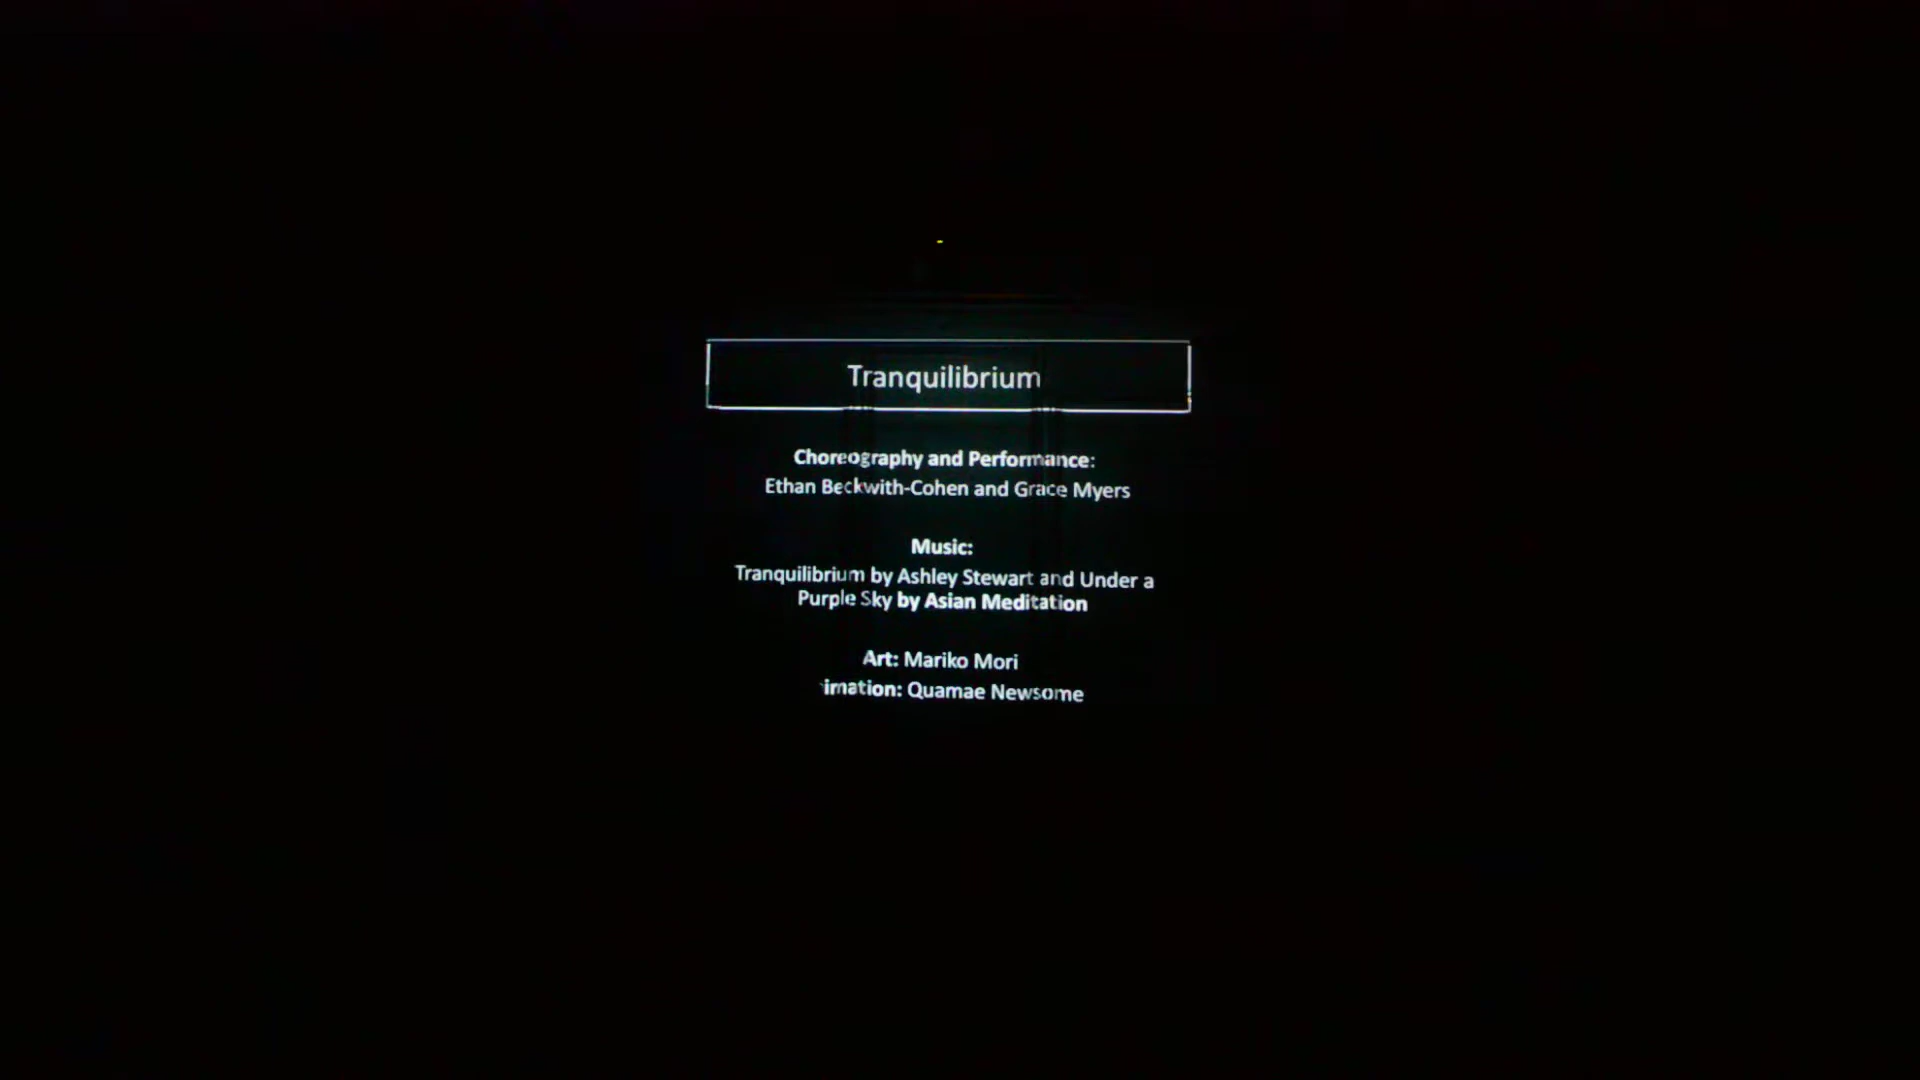 Tranquilibrium
Choreography and Performance:
Ethan Beckwith-Cohen and Grace Myers
Music:
Tranquilibrium by Ashley Stewart and Under a
Purple Sky by Asian Meditation
Art: Mariko Mori
imation: Quamae Newsome